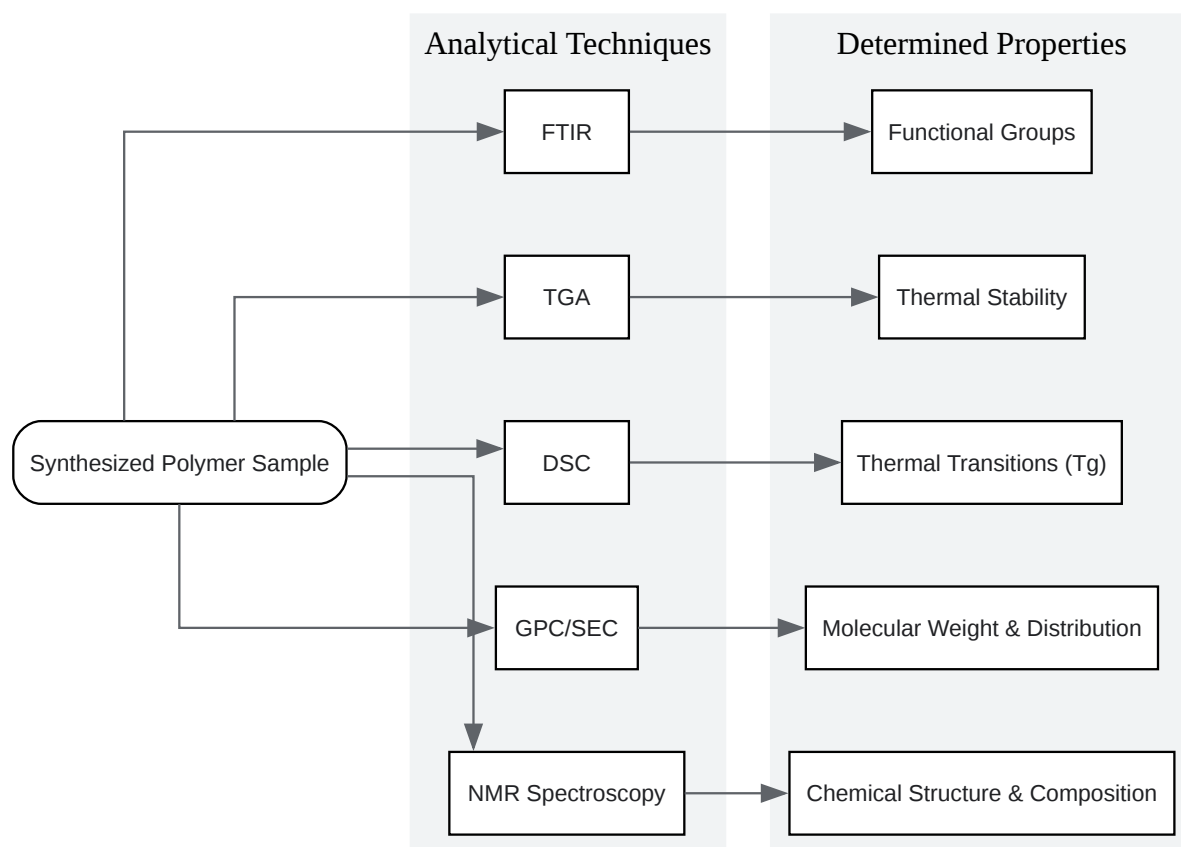 Analytical Techniques
Determined Properties
FTIR
Functional Groups
TGA
Thermal Stability
Synthesized Polymer Sample
DSC
Thermal Transitions (Tg)
GPC/SEC
Molecular Weight & Distribution
NMR Spectroscopy
Chemical Structure & Composition